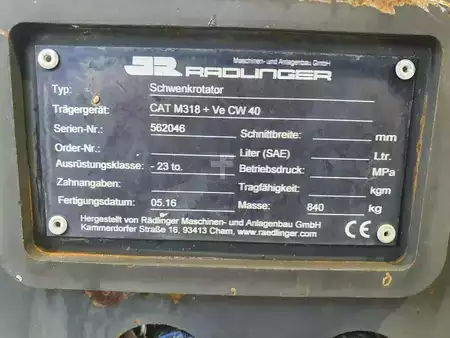 Maschinen- und Anlagenbau GmbH
JR RÄDLINGER
Typ: Schwenkrotator
Trägergerät: CAT M318 + Ve CW 40
Serien-Nr.: 562046 Schnittbreite: mm
Order-Nr.: Liter (SAE) Ltr.
Ausrüstungsklasse: - 23 to. Betriebsdruck: MPa
Zahnangaben: Tragfähigkeit: kgm
Fertigungsdatum: 05.16 Masse: 840 kg
Hergestellt von Rädlinger Maschinen- und Anlagenbau GmbH
Kammerdorfer Straße 16, 93413 Cham, www.raedlinger.com
CE